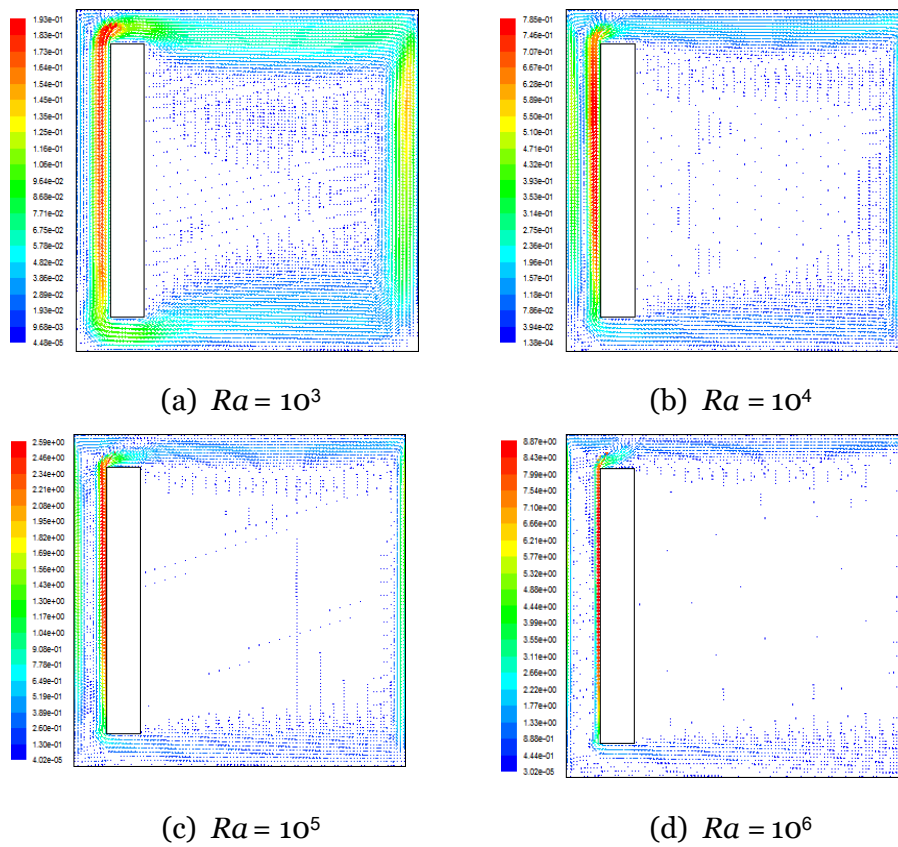 1.93e-01
1.83e-01
1.74e-01
1.64e-01
1.54e-01
1.45e-01
1.35e-01
1.25e-01
1.16e-01
1.06e-01
9.64e-02
8.68e-02
7.71e-02
6.75e-02
5.78e-02
4.82e-02
3.86e-02
2.89e-02
1.93e-02
9.68e-03
4.48e-05
(a) Ra = 10³
7.85e-01
7.46e-01
7.07e-01
6.67e-01
6.28e-01
5.89e-01
5.50e-01
5.10e-01
4.71e-01
4.32e-01
3.93e-01
3.53e-01
3.14e-01
2.75e-01
2.36e-01
1.96e-01
1.57e-01
1.18e-01
7.86e-02
3.94e-02
1.38e-04
(b) Ra = 10⁴
2.59e+00
2.46e+00
2.34e+00
2.21e+00
2.08e+00
1.95e+00
1.82e+00
1.69e+00
1.56e+00
1.43e+00
1.30e+00
1.17e+00
1.04e+00
9.09e-01
7.78e-01
6.49e-01
5.19e-01
3.89e-01
2.60e-01
1.30e-01
4.02e-05
(c) Ra = 10⁵
8.87e+00
8.43e+00
7.99e+00
7.54e+00
7.10e+00
6.66e+00
6.21e+00
5.77e+00
5.32e+00
4.88e+00
4.44e+00
3.99e+00
3.55e+00
3.11e+00
2.66e+00
2.22e+00
1.77e+00
1.33e+00
8.87e-01
4.44e-01
3.02e-05
(d) Ra = 10⁶